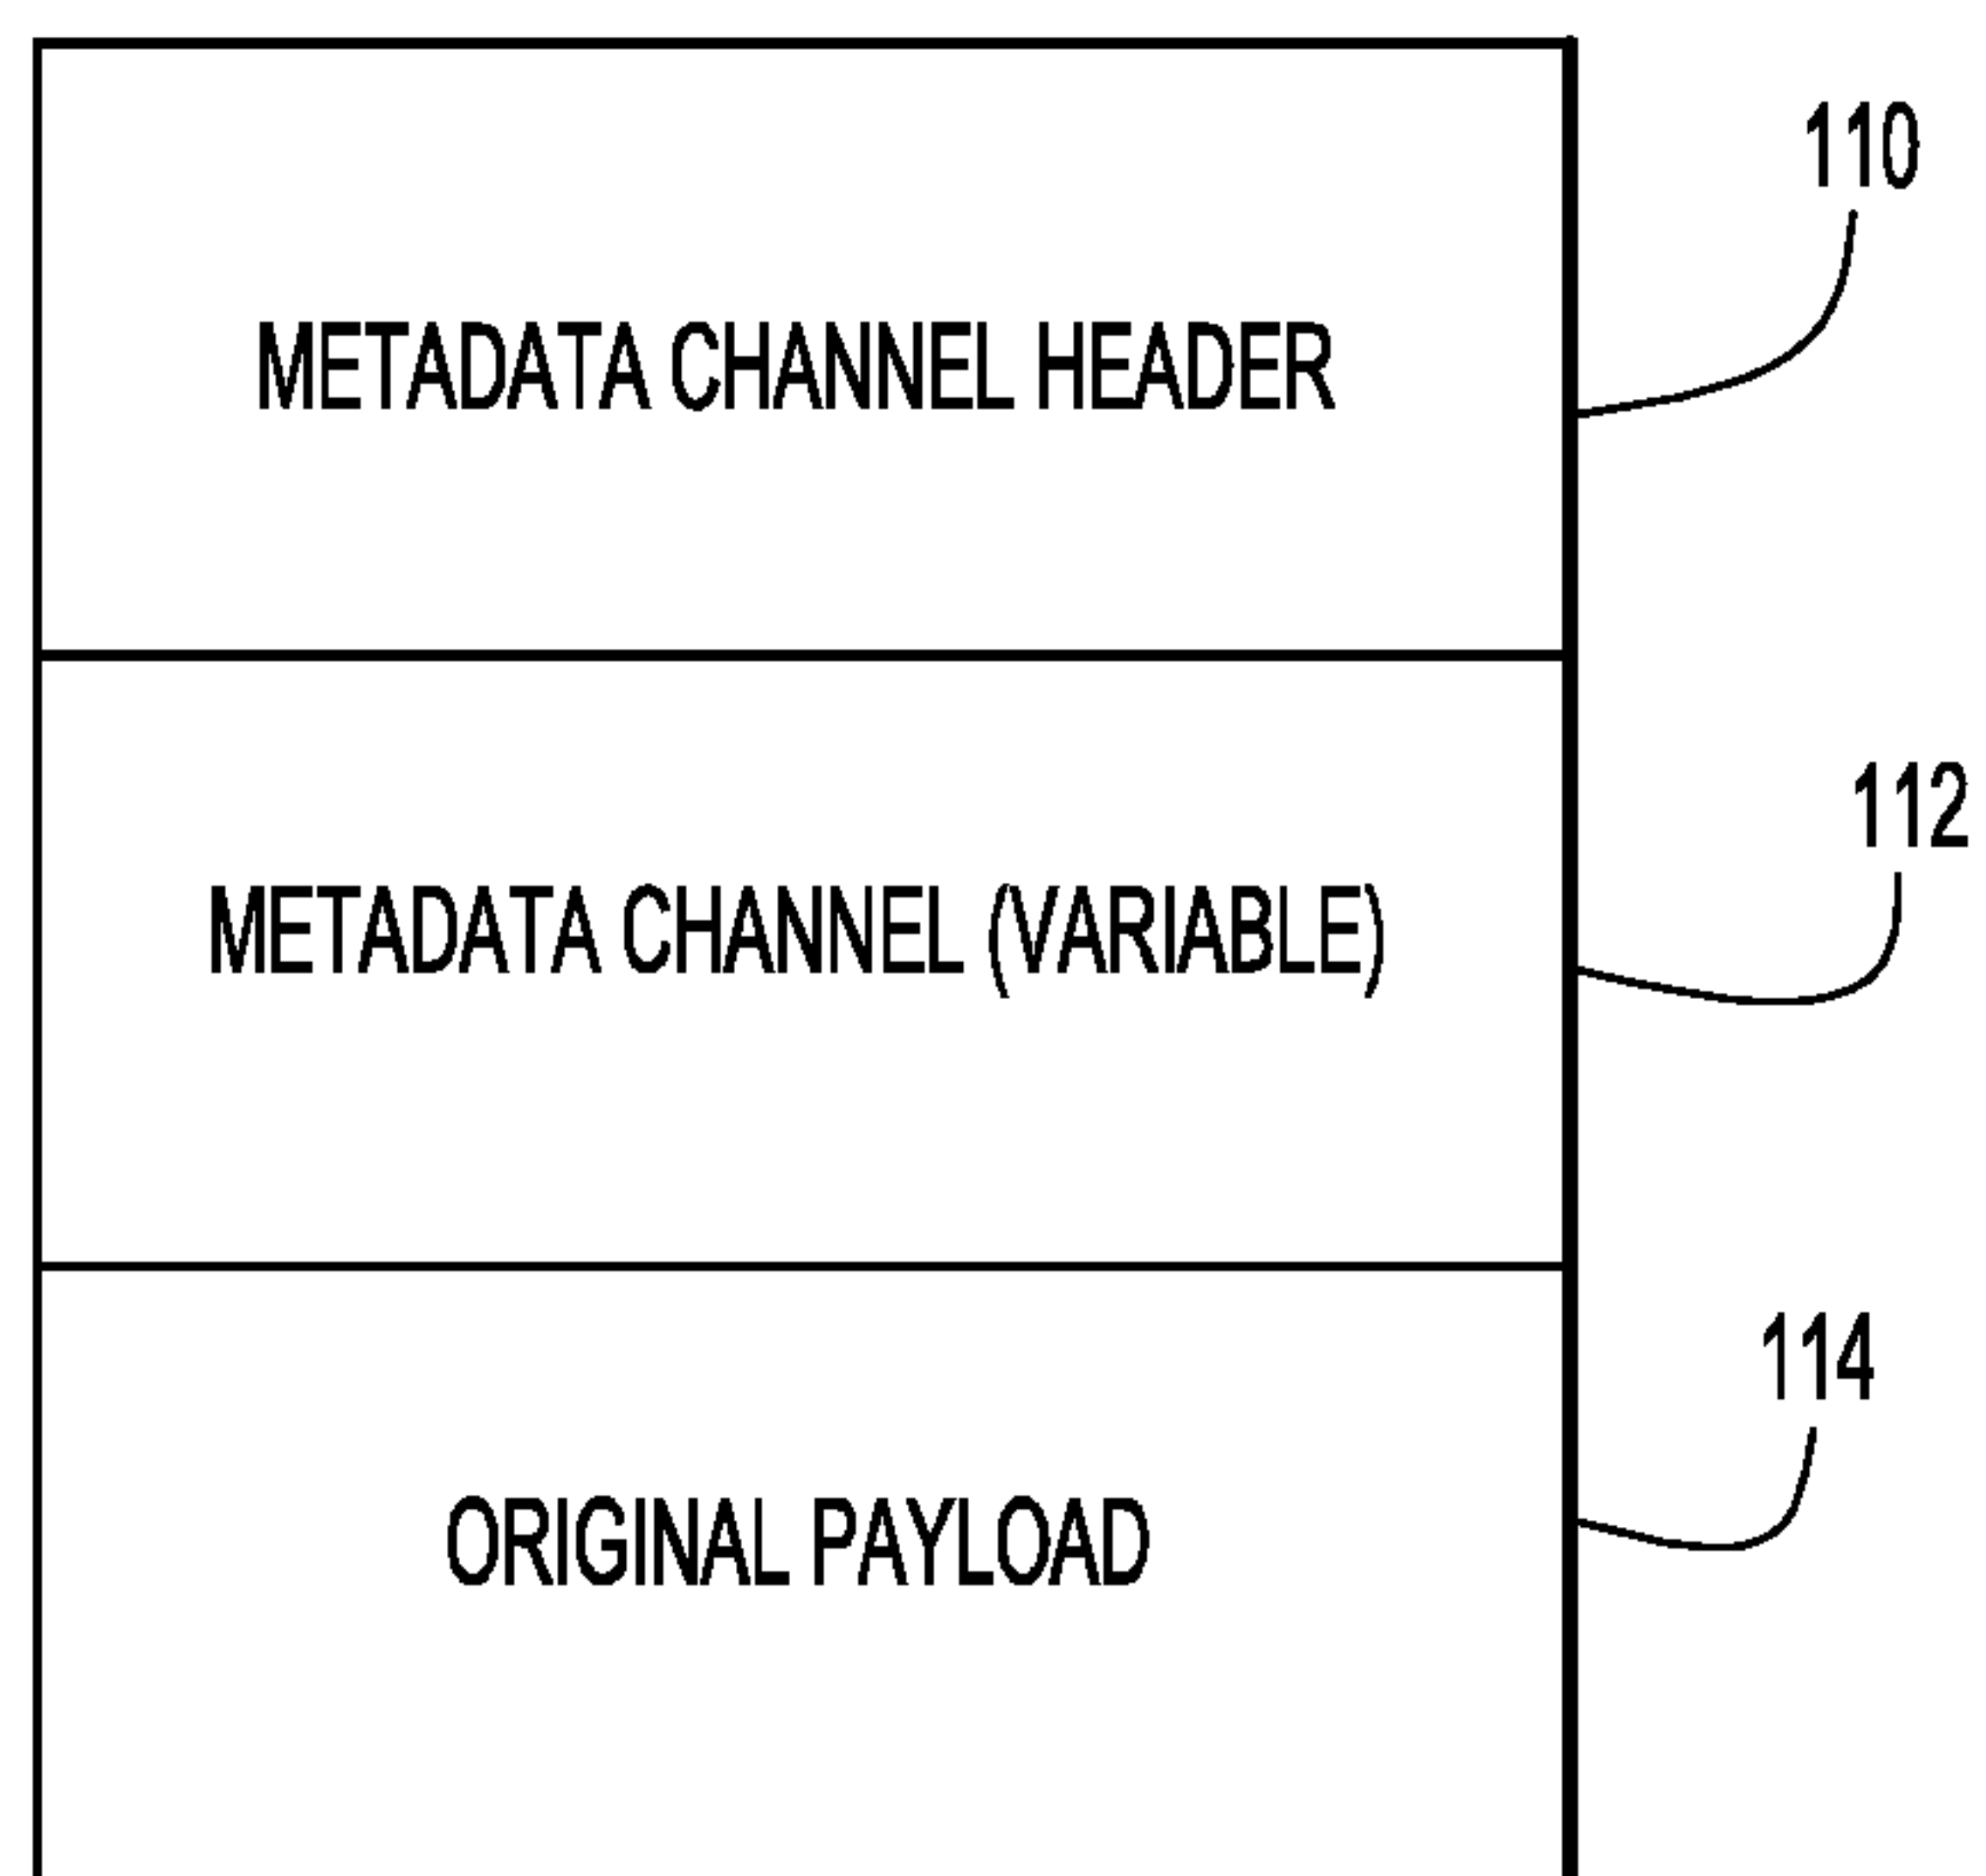 110
METADATA CHANNEL HEADER
112
METADATA CHANNEL (VARIABLE)
114
ORIGINAL PAYLOAD